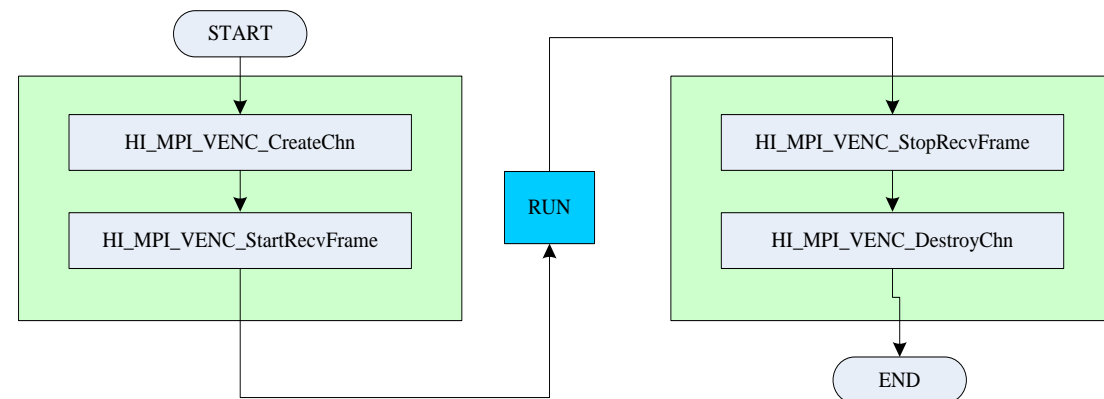 START
HI_MPI_VENC_CreateChn
HI_MPI_VENC_StartRecvFrame
RUN
HI_MPI_VENC_StopRecvFrame
HI_MPI_VENC_DestroyChn
END